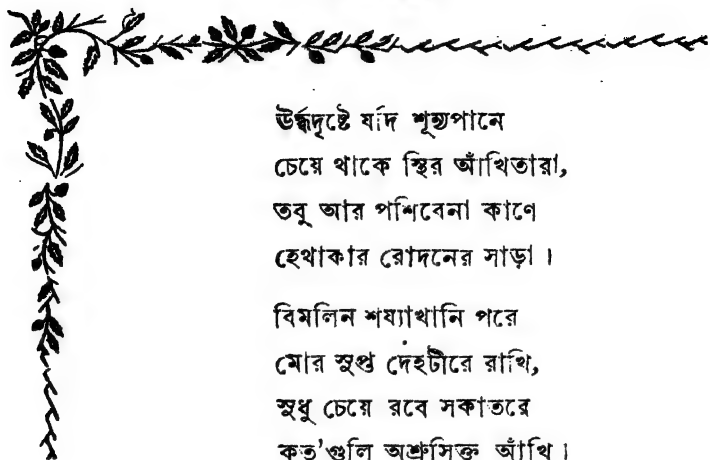 ঊর্দ্ধদৃষ্টে যদি শূন্যপানে
চেয়ে থাকে স্থির আঁখিতারা,
তবু আর পশিবেনা কাণে
হেথাকার রোদনের সাড়া ।
বিমলিন শয্যাখানি পরে
মোর সুপ্ত দেহটীরে রাখি,
সুধু চেয়ে রবে সকাতরে
কত'গুলি অশ্রুসিক্ত আঁখি ।